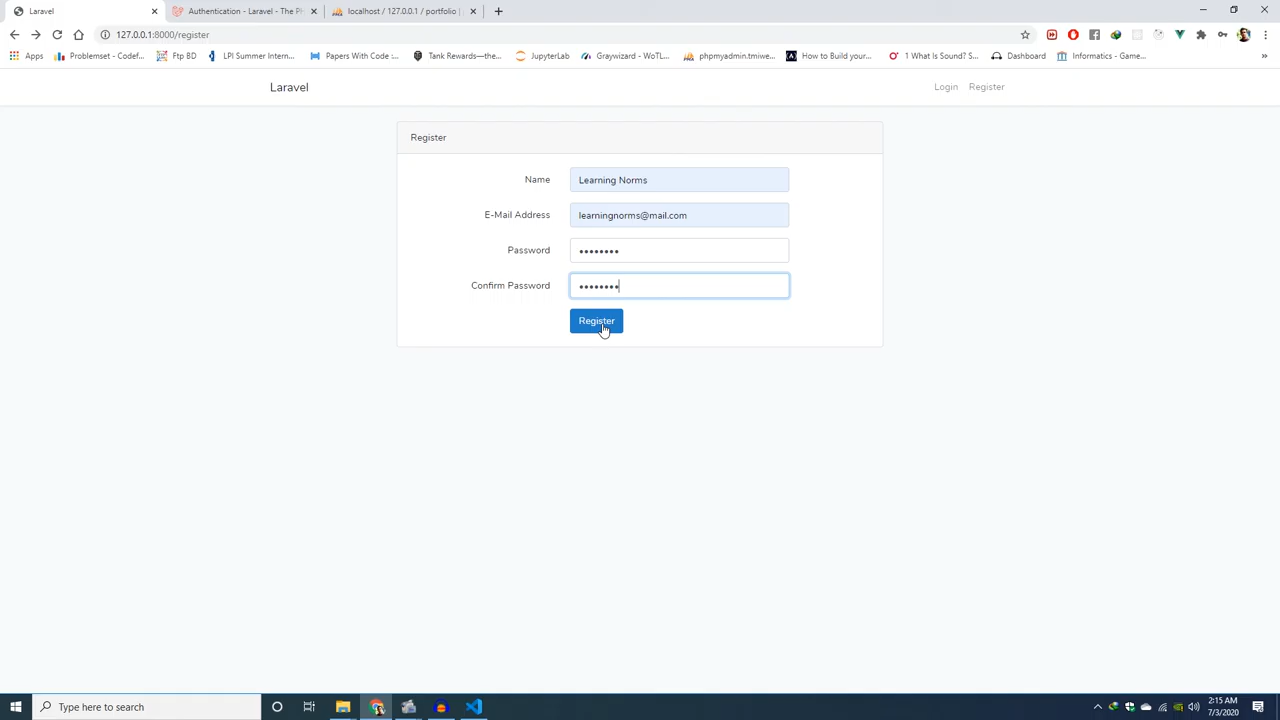 Laravel
Authentication - Laravel - The PH
localhost / 127.0.0.1 / portfolio |
127.0.0.1:8000/register
Apps
Problemset - Codef...
Ftp BD
LPI Summer Intern...
Papers With Code :...
Tank Rewards—the...
JupyterLab
Graywizard - WoTL...
phpmyadmin.tmiwe...
How to Build your...
1 What Is Sound? S...
Dashboard
Informatics - Game...
»
Laravel
Login
Register
Register
Name
Learning Norms
E-Mail Address
learningnorms@mail.com
Password
••••••••
Confirm Password
••••••••
Register
Type here to search
2:15 AM
7/3/2020